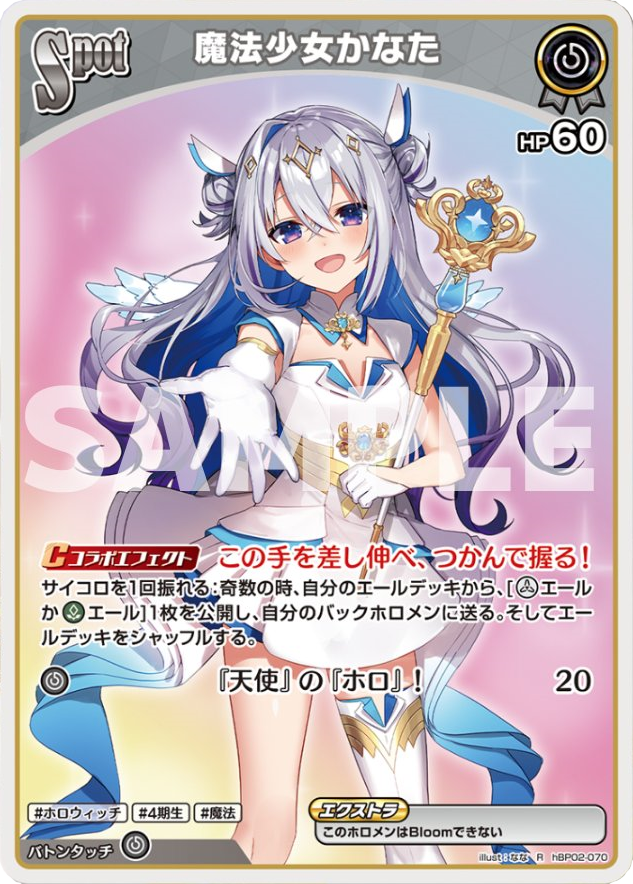 Spot
魔法少女かなた
HP60
SAMPLE
Cコラボエフェクト この手を差し伸べ、つかんで握る！
サイコロを1回振れる：奇数の時、自分のエールデッキから、[エール
かエール]1枚を公開し、自分のバックホロメンに送る。そしてエー
ルデッキをシャッフルする。
『天使』の『ホロ』！ 20
#ホロウィッチ #4期生 #魔法
エクストラ
このホロメンはBloomできない
バトンタッチ
illust：なな R hBP02-070